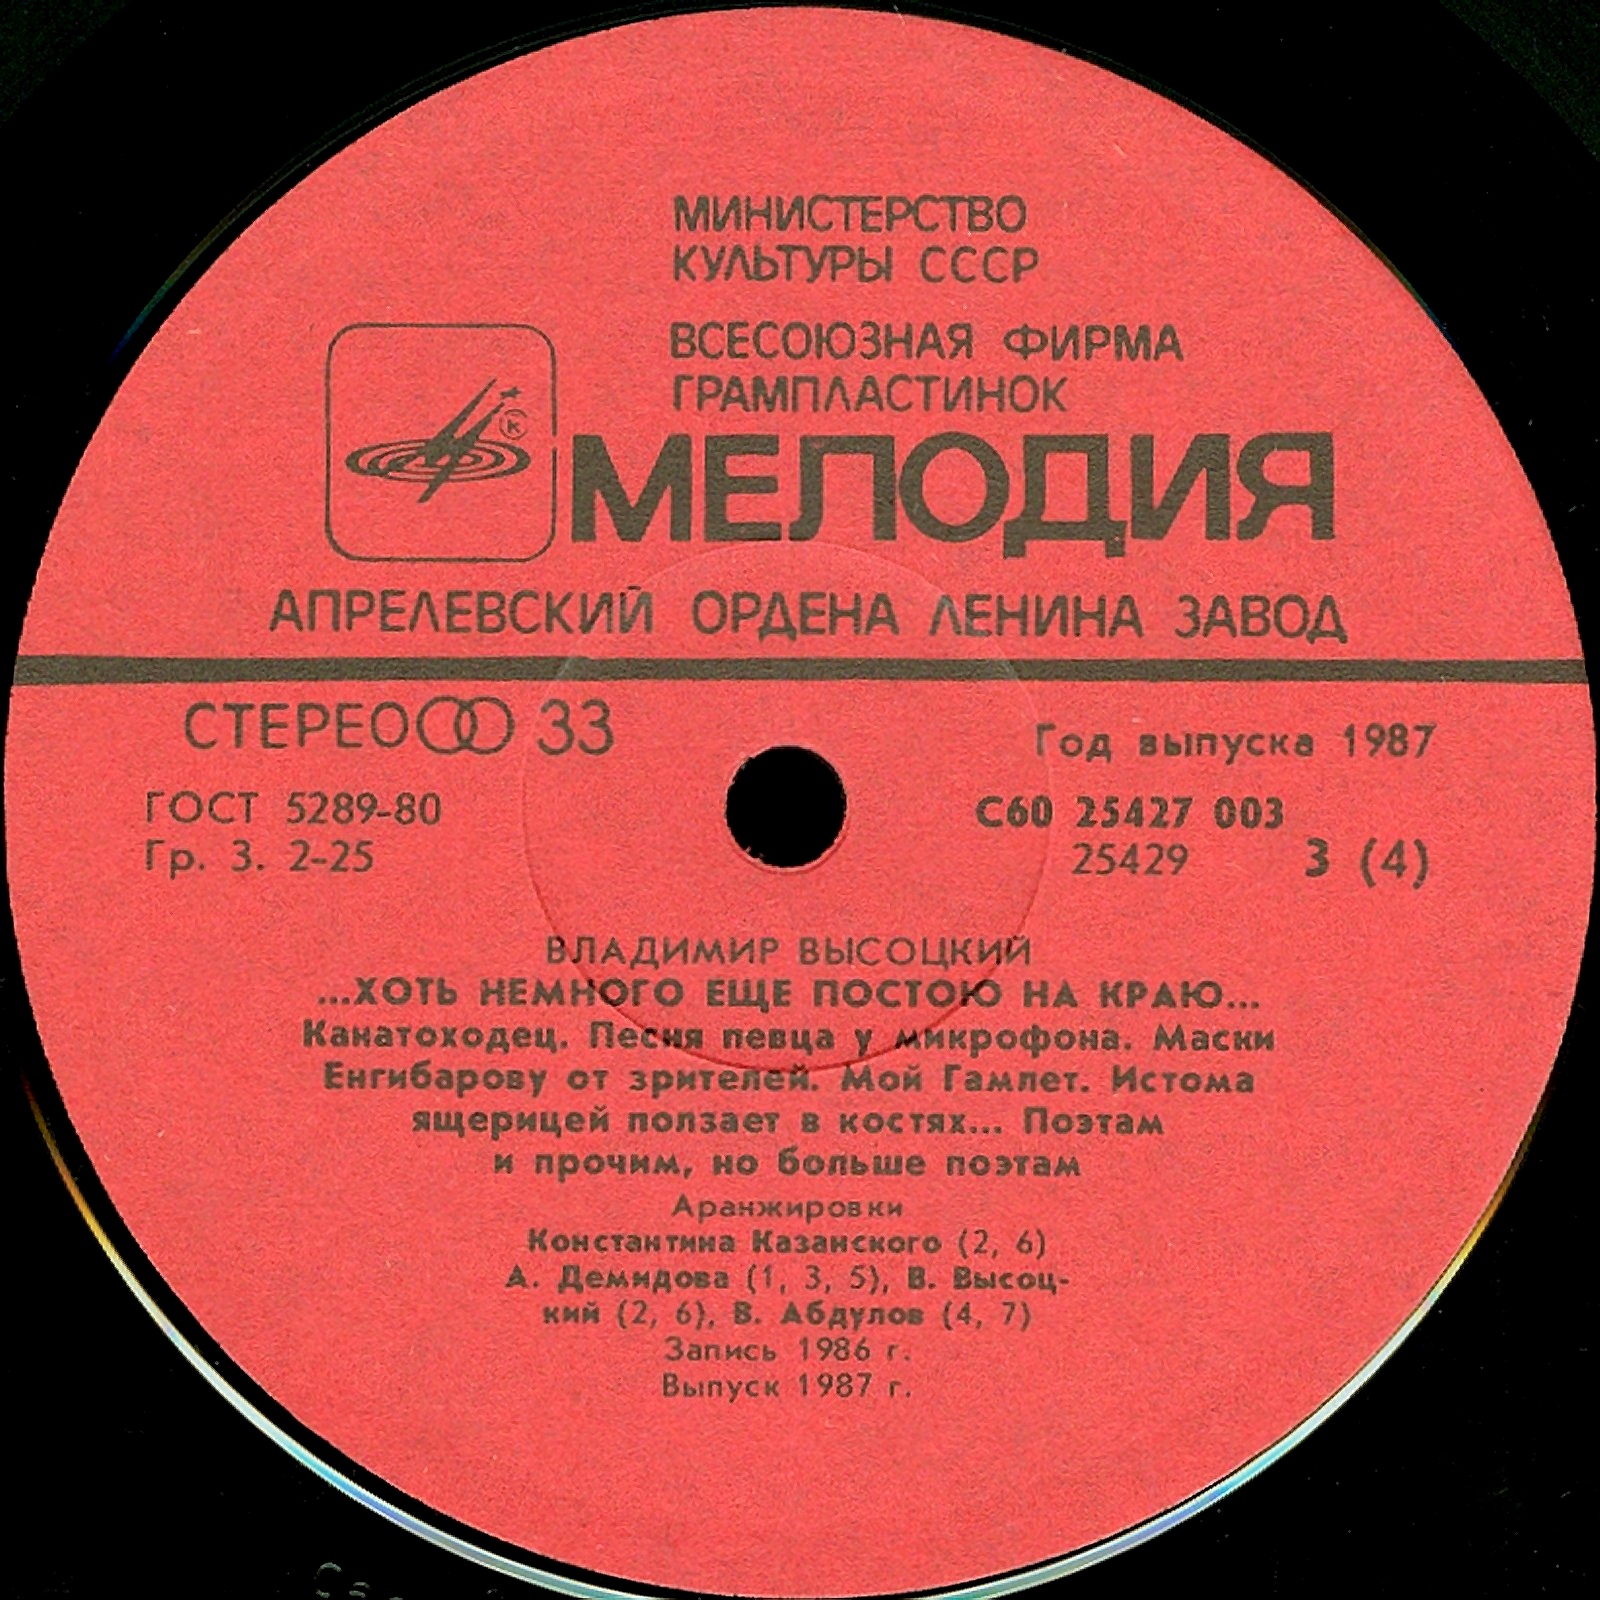 МИНИСТЕРСТВО
КУЛЬТУРЫ СССР
ВСЕСОЮЗНАЯ ФИРМА
ГРАМПЛАСТИНОК
МЕЛОДИЯ
АПРЕЛЕВСКИЙ ОРДЕНА ЛЕНИНА ЗАВОД
СТЕРЕО 33
Год выпуска 1987
ГОСТ 5289-80
С60 25427 003
Гр. 3. 2-25
25429 3 (4)
ВЛАДИМИР ВЫСОЦКИЙ
...ХОТЬ НЕМНОГО ЕЩЕ ПОСТОЮ НА КРАЮ...
Канатоходец. Песня певца у микрофона. Маски
Енгибарову от зрителей. Мой Гамлет. Истома
ящерицей ползает в костях... Поэтам
и прочим, но больше поэтам
Аранжировки
Константина Казанского (2, 6)
А. Демидова (1, 3, 5), В. Высоц-
кий (2, 6), В. Абдулов (4, 7)
Запись 1986 г.
Выпуск 1987 г.